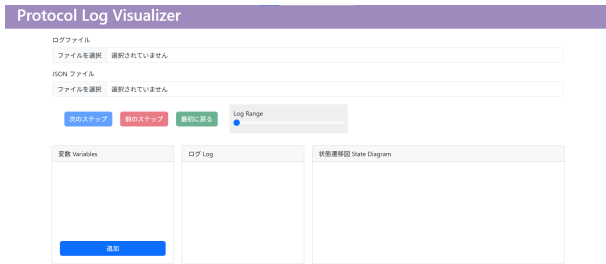 Protocol Log Visualizer
ログファイル
ファイルを選択 選択されていません
JSON ファイル
ファイルを選択 選択されていません
次のステップ 前のステップ 最初に戻る Log Range
変数 Variables ログ Log 状態遷移図 State Diagram
追加